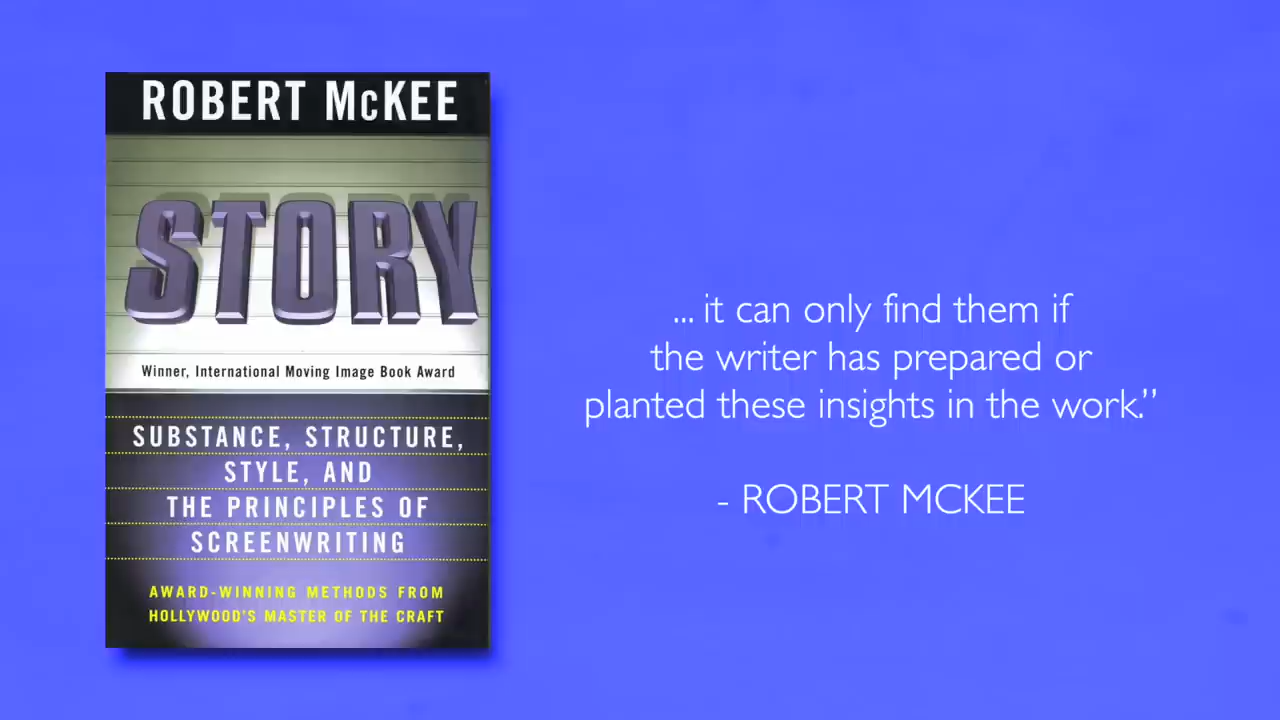 ROBERT McKEE
STORY
Winner, International Moving Image Book Award
SUBSTANCE, STRUCTURE,
STYLE, AND
THE PRINCIPLES OF
SCREENWRITING
AWARD-WINNING METHODS FROM
HOLLYWOOD'S MASTER OF THE CRAFT
... it can only find them if
the writer has prepared or
planted these insights in the work.”
- ROBERT MCKEE